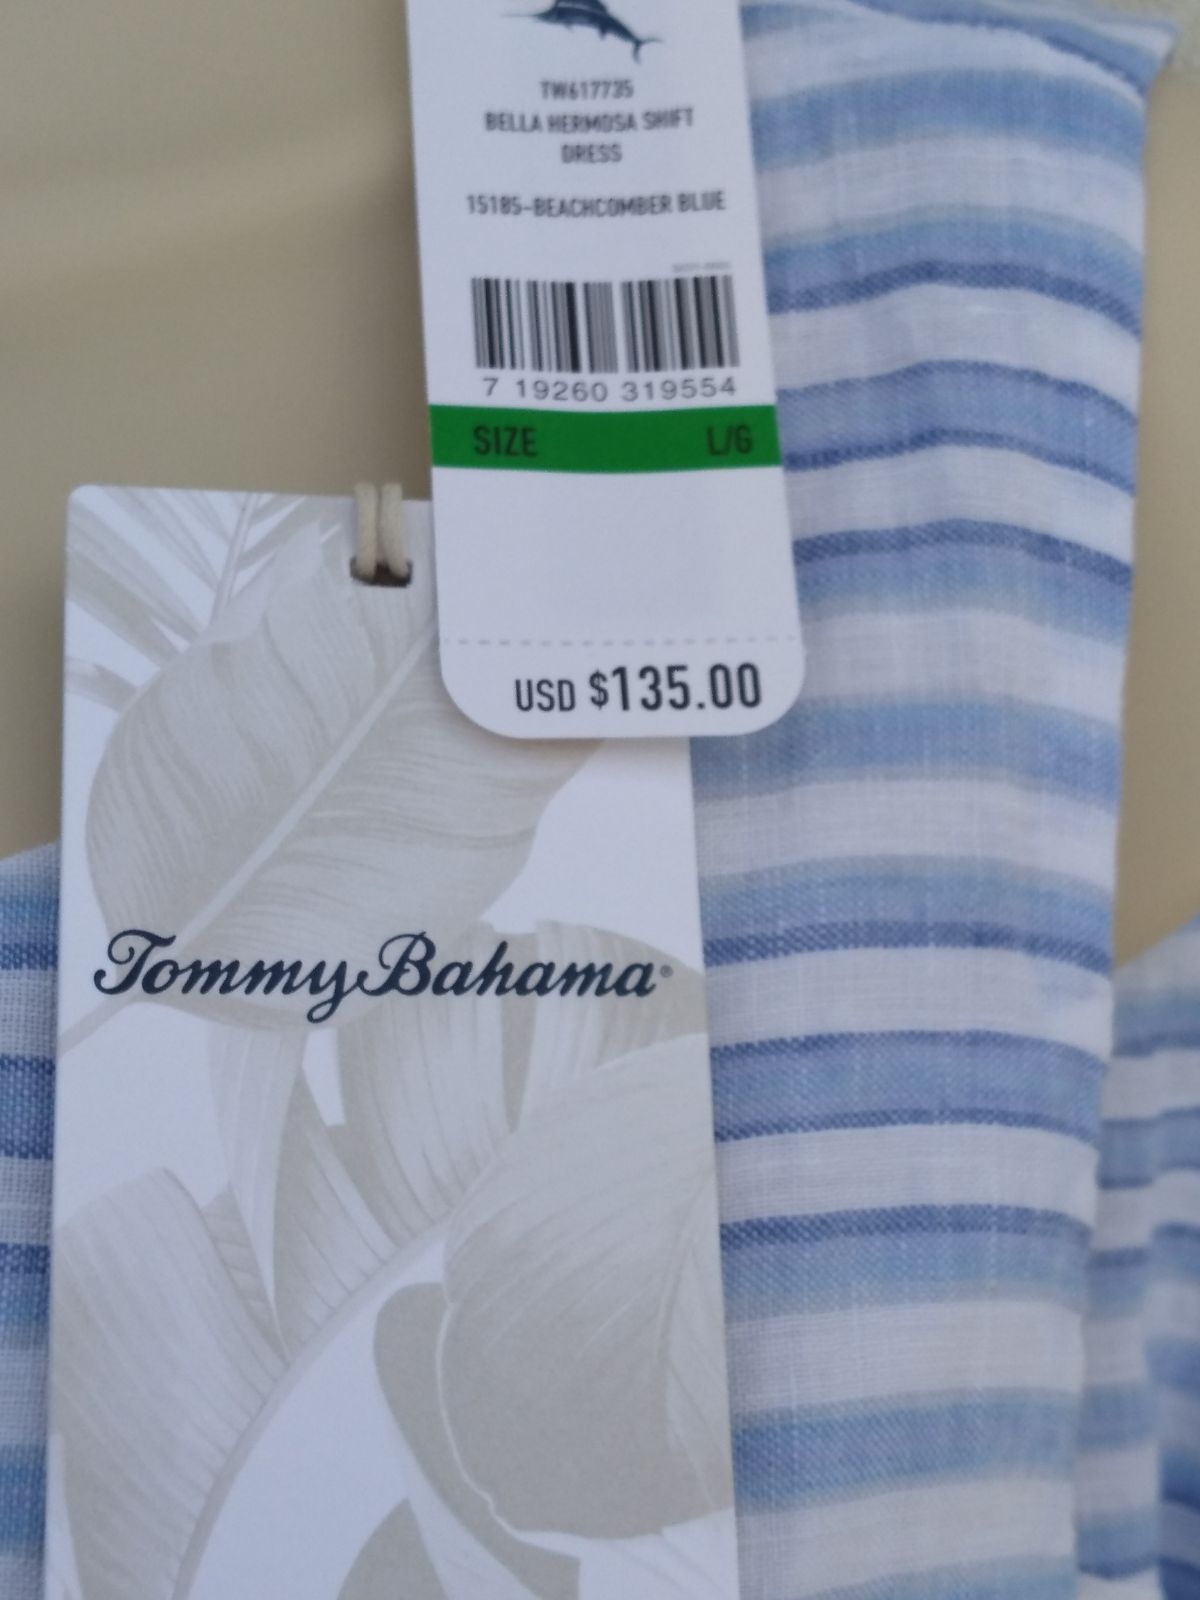 TW617735
BELLA HERMOSA SHIFT
DRESS
15185-BEACHCOMBER BLUE
7 19260 319554
SIZE L/G
USD $135.00
Tommy Bahama®